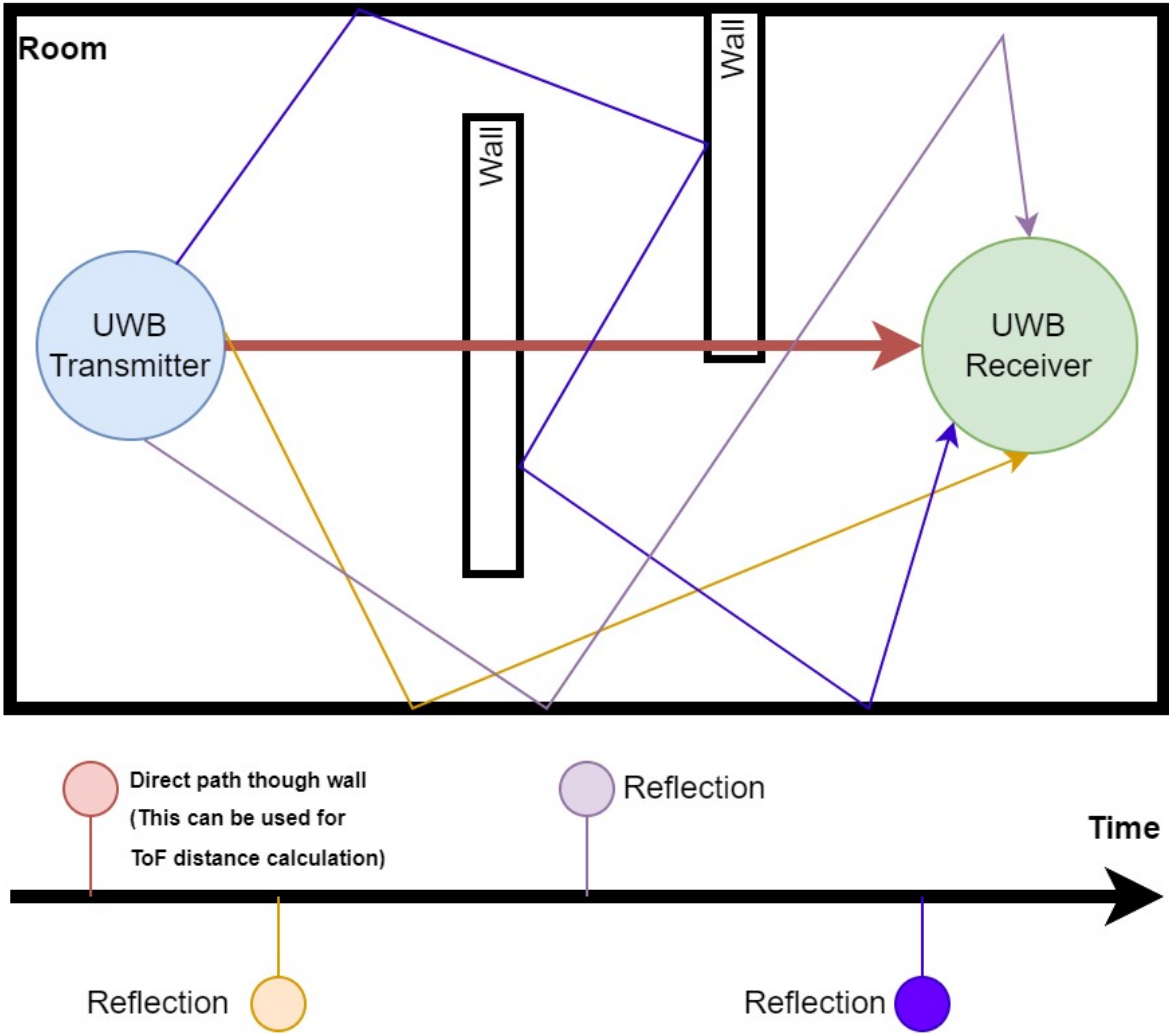 Room
Wall
Wall
UWB
Transmitter
UWB
Receiver
Direct path though wall
(This can be used for
ToF distance calculation)
Reflection
Time
Reflection
Reflection